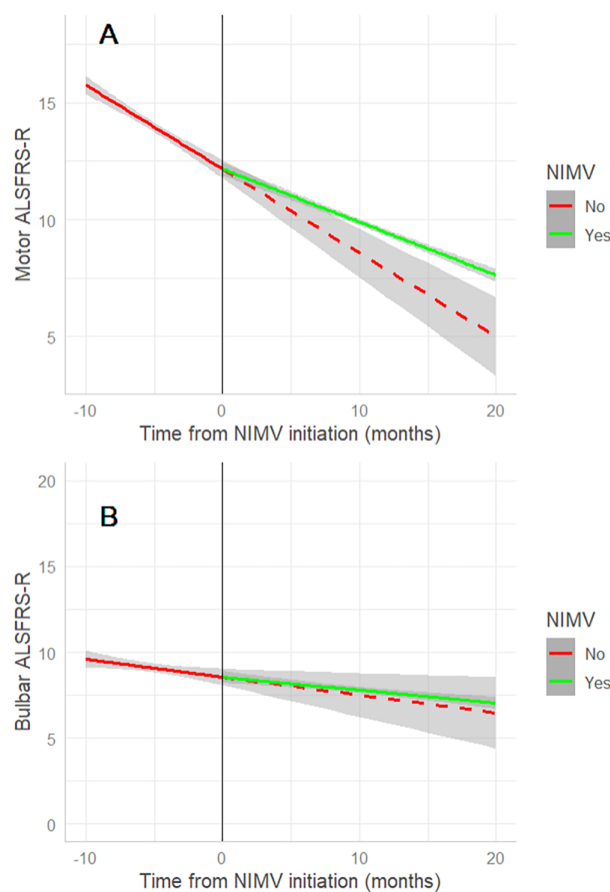 A
Motor ALSFRS-R
15
10
5
-10 0 10 20
Time from NIMV initiation (months)
NIMV
No
Yes
B
Bulbar ALSFRS-R
20
15
10
5
0
-10 0 10 20
Time from NIMV initiation (months)
NIMV
No
Yes